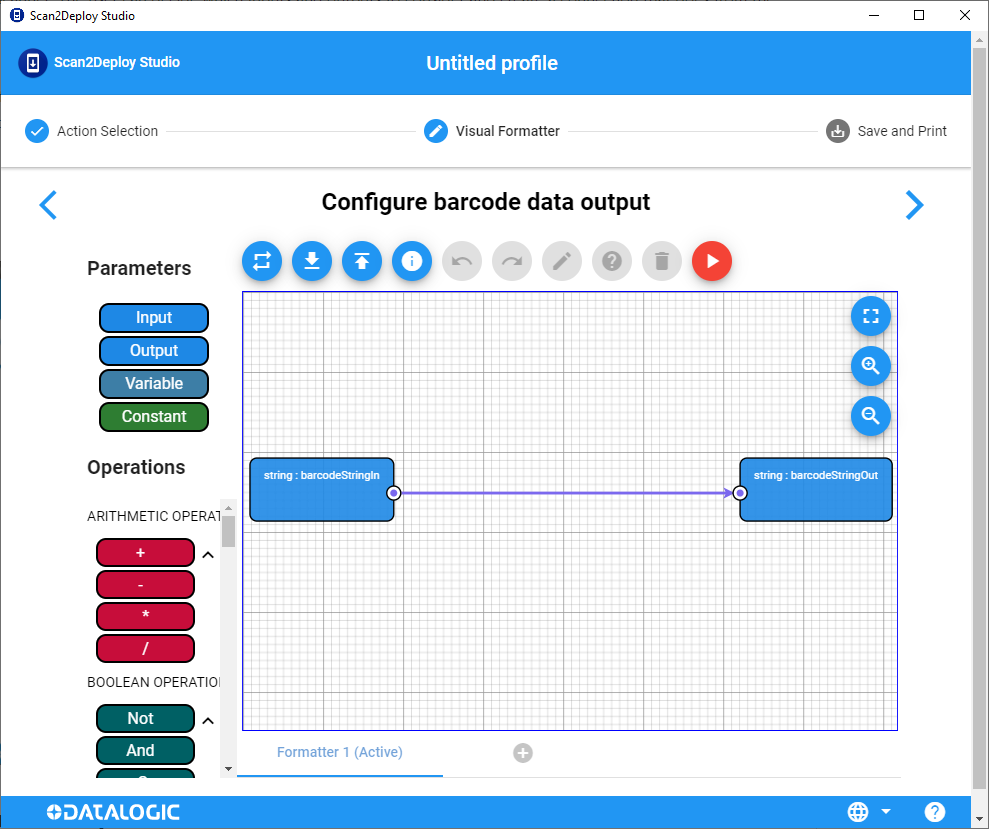 Scan2Deploy Studio
Scan2Deploy Studio
Untitled profile
Action Selection
Visual Formatter
Save and Print
Configure barcode data output
Parameters
Input
Output
Variable
Constant
Operations
ARITHMETIC OPERAT
+
-
*
/
BOOLEAN OPERATIO
Not
And
string : barcodeStringIn
string : barcodeStringOut
Formatter 1 (Active)
DATALOGIC